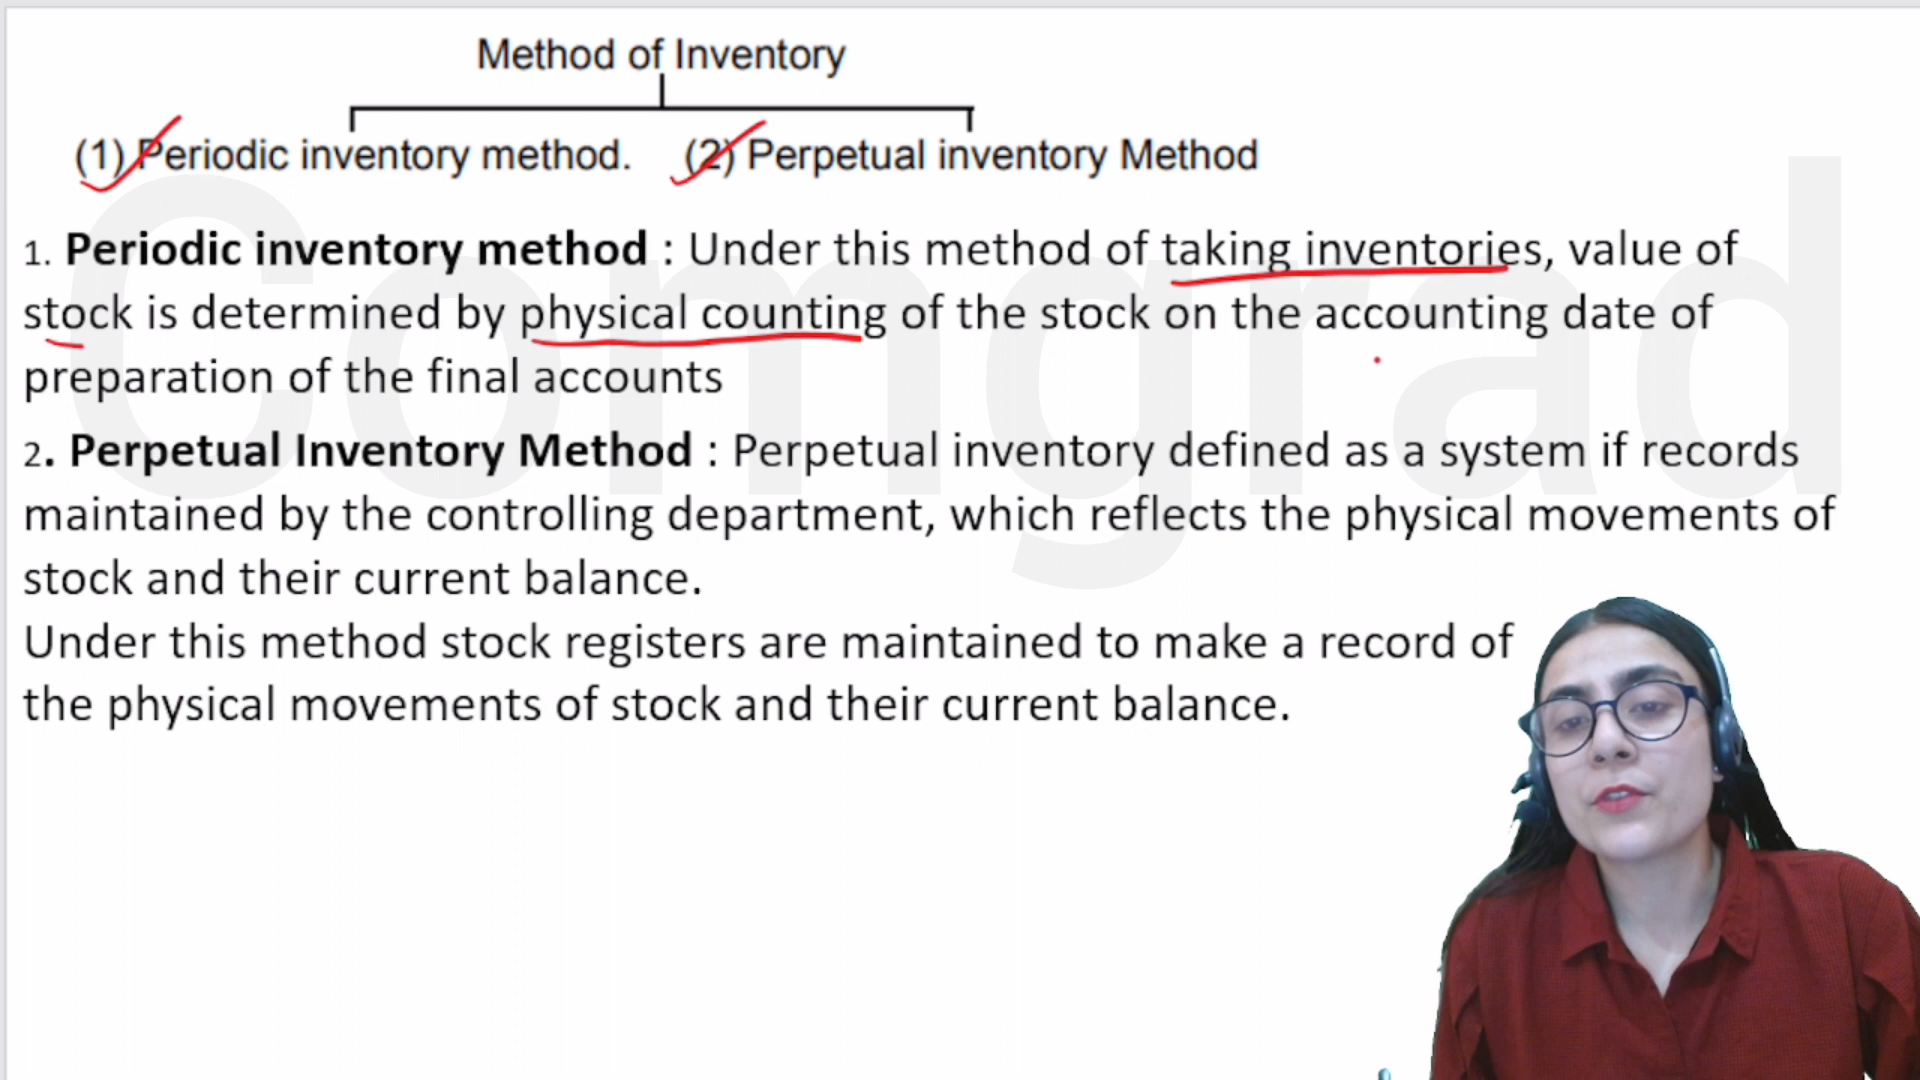 Method of Inventory
(1) Periodic inventory method. (2) Perpetual inventory Method
1. Periodic inventory method : Under this method of taking inventories, value of
stock is determined by physical counting of the stock on the accounting date of
preparation of the final accounts
2. Perpetual Inventory Method : Perpetual inventory defined as a system if records
maintained by the controlling department, which reflects the physical movements of
stock and their current balance.
Under this method stock registers are maintained to make a record of
the physical movements of stock and their current balance.
Comgrad